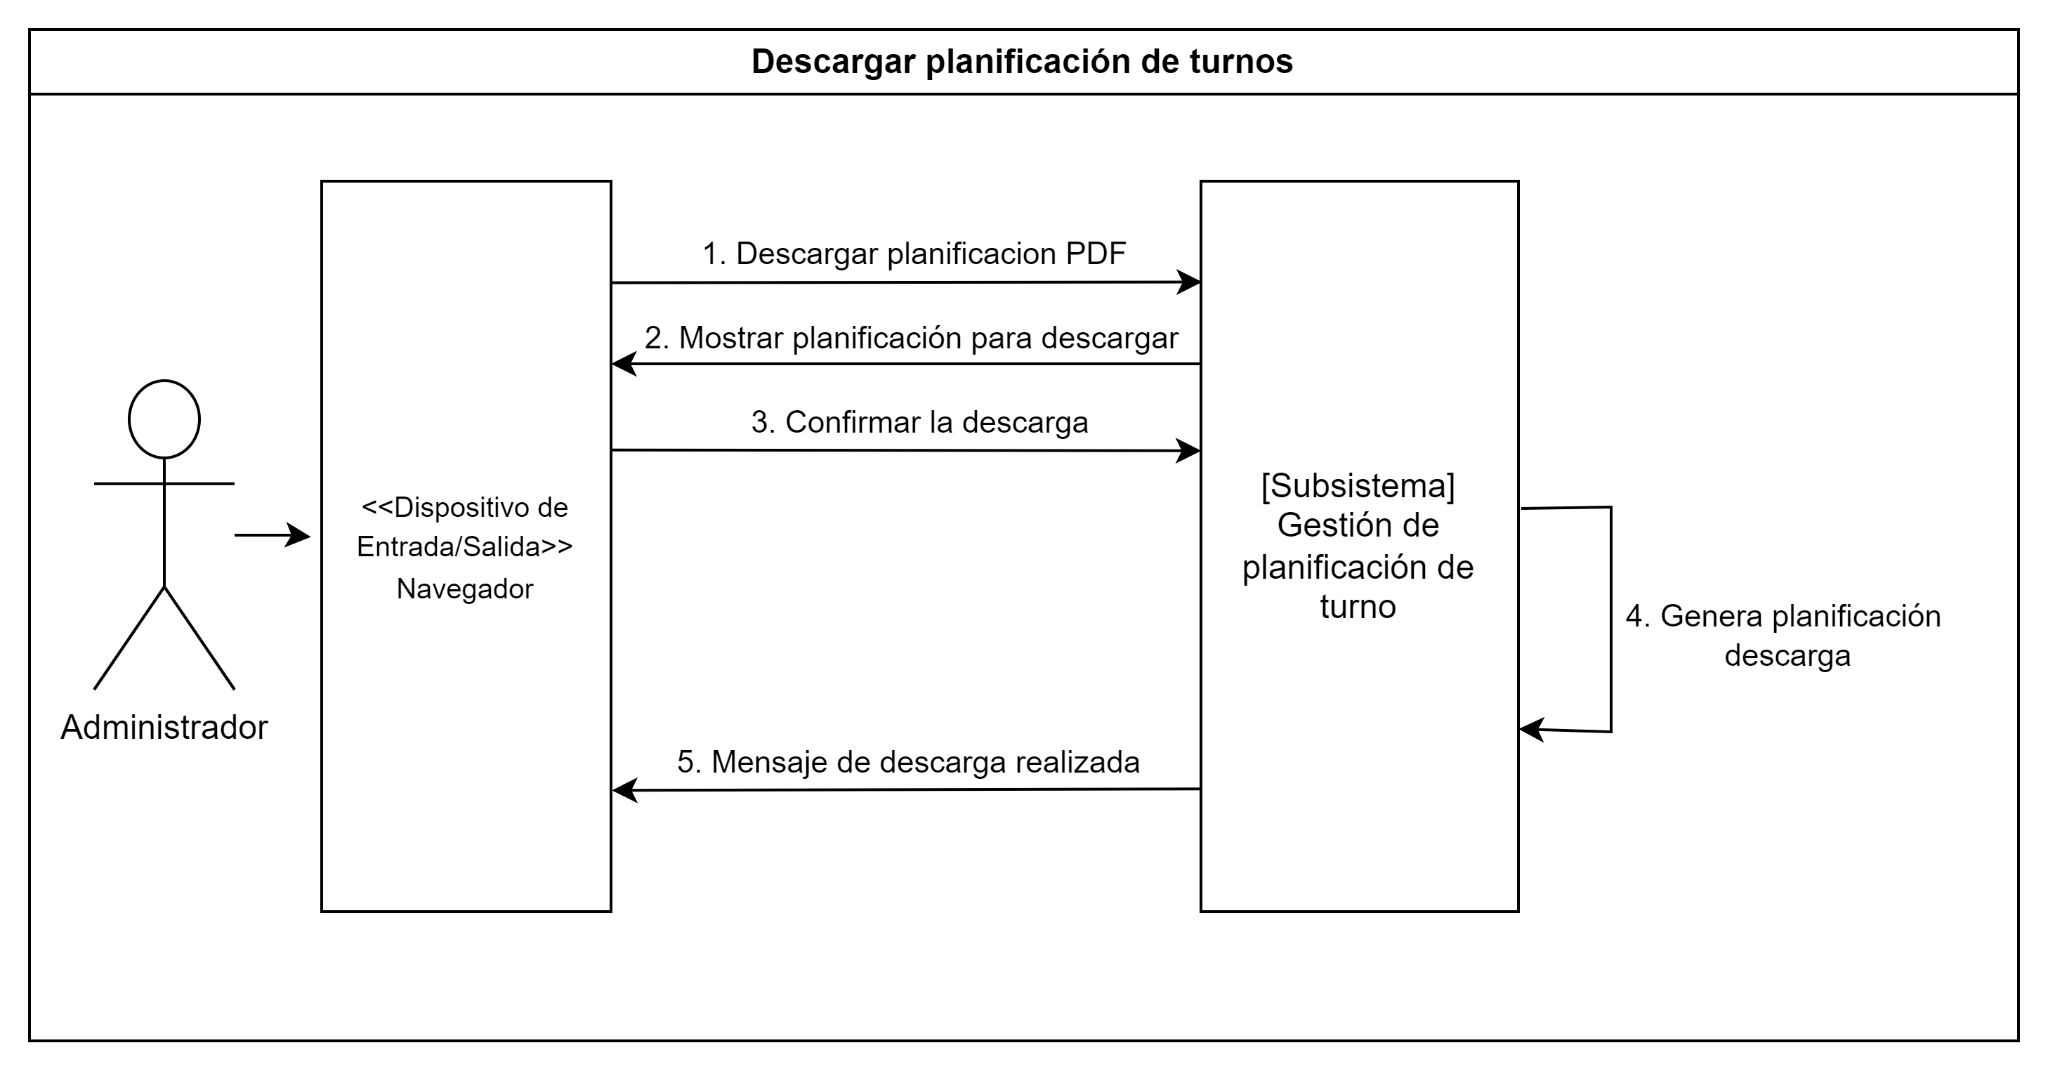 Descargar planificación de turnos
1. Descargar planificacion PDF
2. Mostrar planificación para descargar
3. Confirmar la descarga
<<Dispositivo de
Entrada/Salida>>
Navegador
[Subsistema]
Gestión de
planificación de
turno
4. Genera planificación
descarga
Administrador
5. Mensaje de descarga realizada